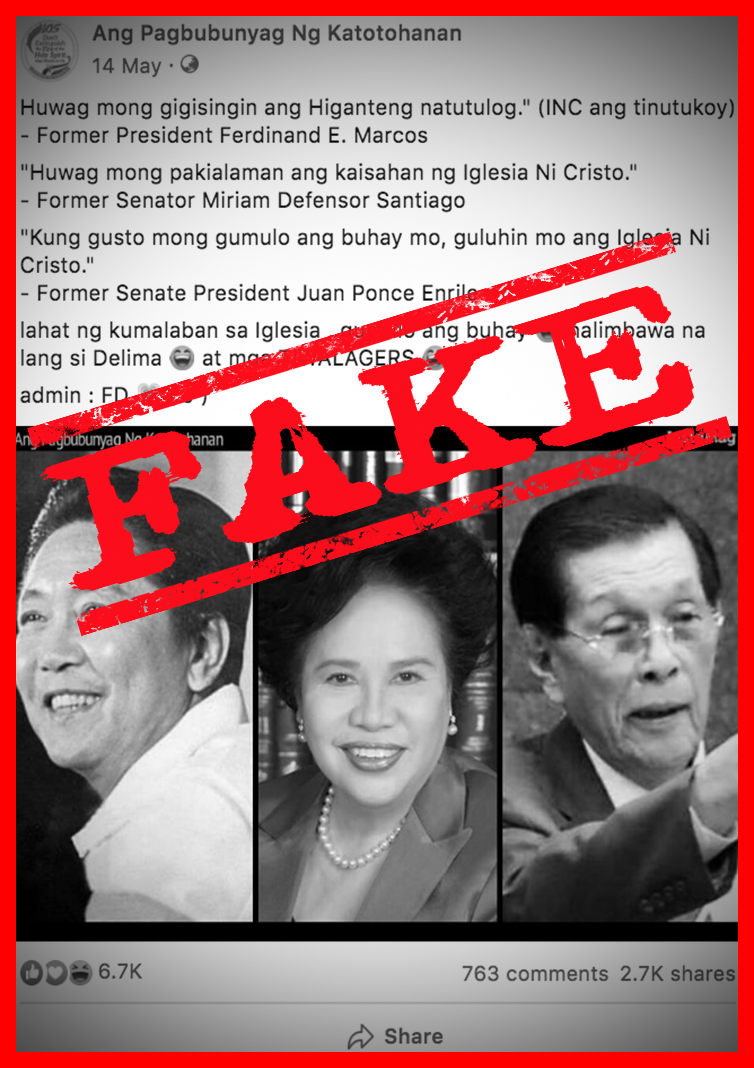 Ang Pagbubunyag Ng Katotohanan
14 May ·
Huwag mong gigisingin ang Higanteng natutulog." (INC ang tinutukoy)
- Former President Ferdinand E. Marcos
"Huwag mong pakialaman ang kaisahan ng Iglesia Ni Cristo."
- Former Senator Miriam Defensor Santiago
"Kung gusto mong gumulo ang buhay mo, guluhin mo ang Iglesia Ni
Cristo."
- Former Senate President Juan Ponce Enrile
lahat ng kumalaban sa Iglesia ang buhay halimbawa na
lang si Delima 😆 at mga
admin : FD
FAKE
Ang Pagbubunyag Ng Katotohanan
6.7K
763 comments 2.7K shares
Share